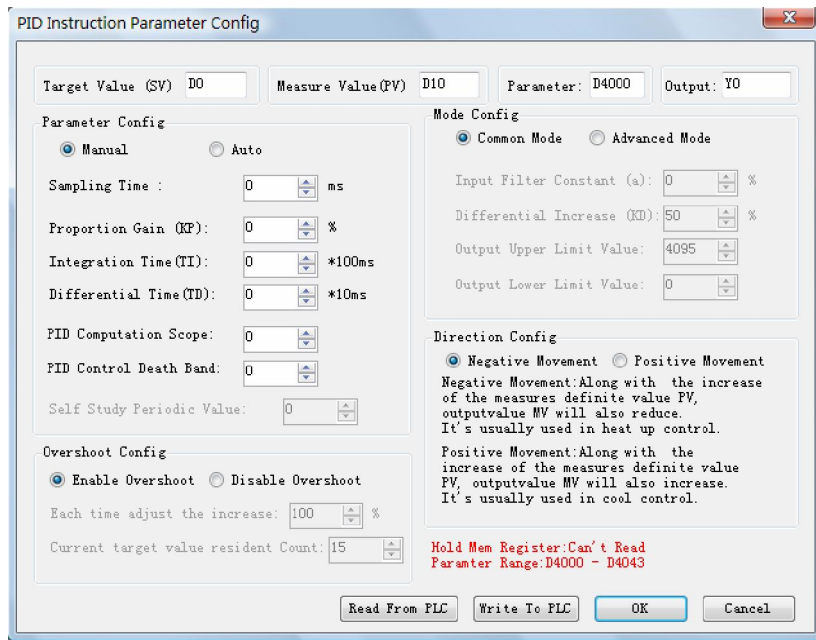 PID Instruction Parameter Config
Target Value (SV) D0 Measure Value(PV) D10 Parameter: D4000 Output: Y0
Parameter Config
Manual Auto
Sampling Time : 0 ms
Proportion Gain (KP): 0 %
Integration Time(TI): 0 *100ms
Differential Time(TD): 0 *10ms
PID Computation Scope: 0
PID Control Death Band: 0
Self Study Periodic Value: 0
Overshoot Config
Enable Overshoot Disable Overshoot
Each time adjust the increase: 100 %
Current target value resident Count: 15
Mode Config
Common Mode Advanced Mode
Input Filter Constant (a): 0 %
Differential Increase (KD): 50 %
Output Upper Limit Value: 4095
Output Lower Limit Value: 0
Direction Config
Negative Movement Positive Movement
Negative Movement:Along with the increase
of the measures definite value PV,
outputvalue MV will also reduce.
It's usually used in heat up control.
Positive Movement:Along with the
increase of the measures definite value
PV, outputvalue MV will also increase.
It's usually used in cool control.
Hold Mem Register:Can't Read
Paramter Range:D4000 - D4043
Read From PLC Write To PLC OK Cancel